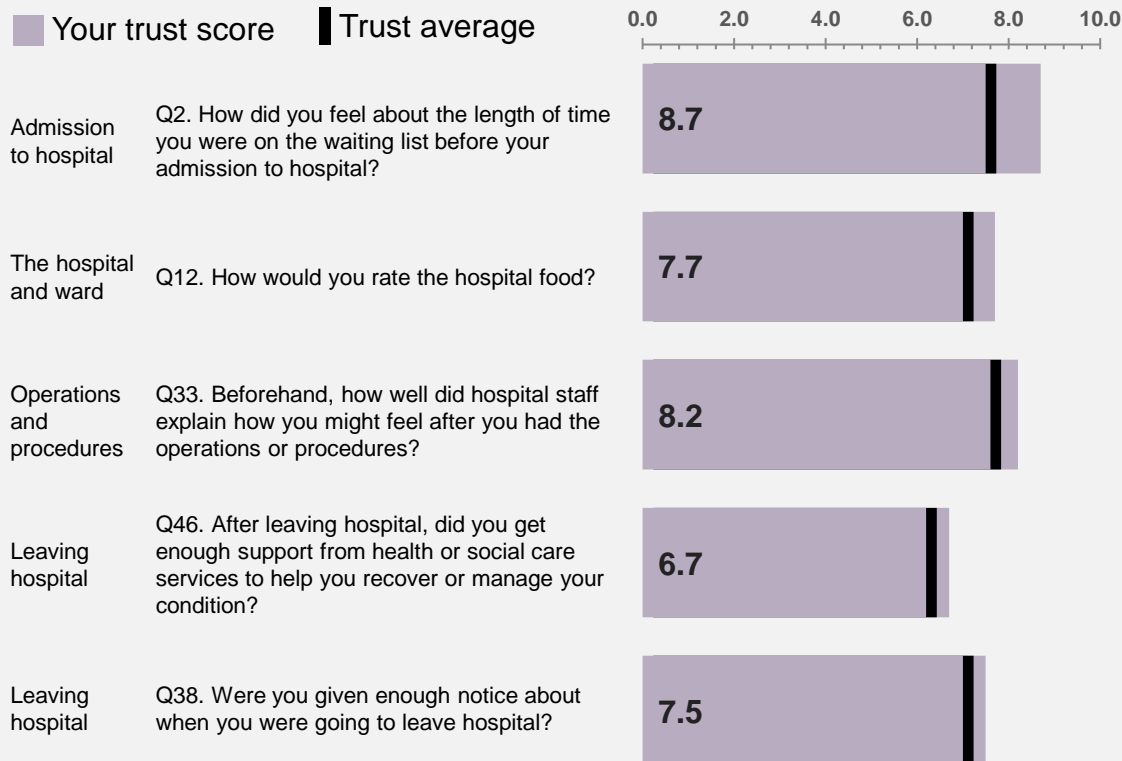 Your trust score
Trust average
0.0 2.0 4.0 6.0 8.0 10.0
Admission
to hospital
Q2. How did you feel about the length of time
you were on the waiting list before your
admission to hospital?
8.7
The hospital
and ward
Q12. How would you rate the hospital food?
7.7
Operations
and
procedures
Q33. Beforehand, how well did hospital staff
explain how you might feel after you had the
operations or procedures?
8.2
Leaving
hospital
Q46. After leaving hospital, did you get
enough support from health or social care
services to help you recover or manage your
condition?
6.7
Leaving
hospital
Q38. Were you given enough notice about
when you were going to leave hospital?
7.5